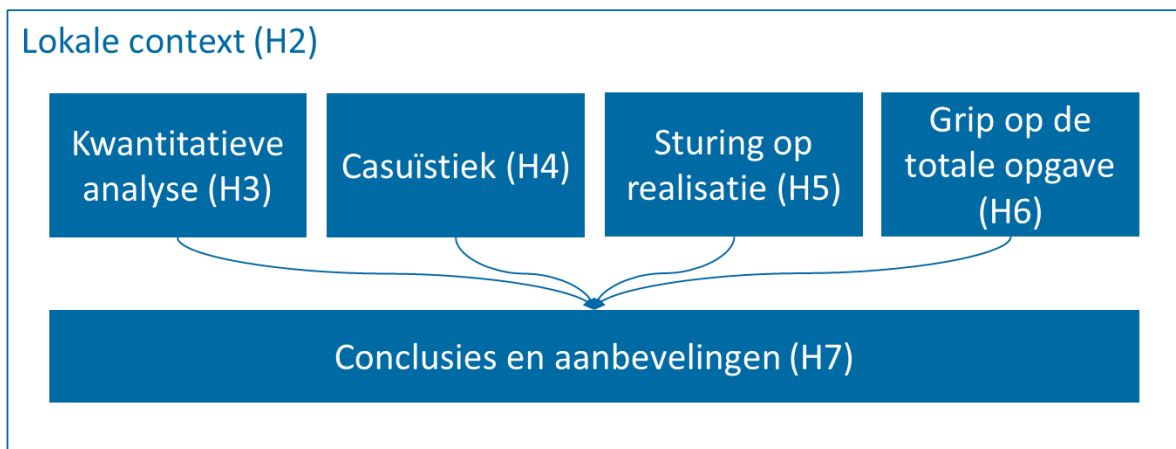 Lokale context (H2)
Kwantitatieve
analyse (H3)
Casuïstiek (H4)
Sturing op
realisatie (H5)
Grip op de
totale opgave
(H6)
Conclusies en aanbevelingen (H7)